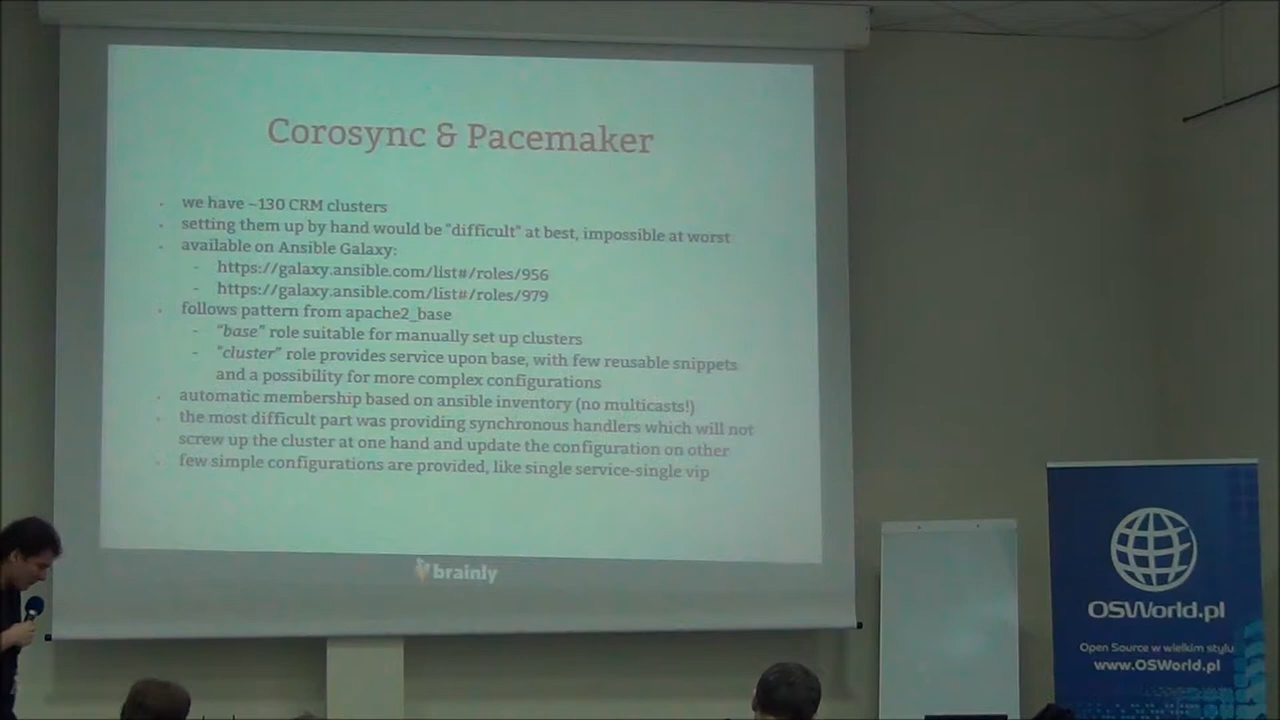 Corosync & Pacemaker
we have ~130 CRM clusters
setting them up by hand would be "difficult" at best, impossible at worst
available on Ansible Galaxy:
- https://galaxy.ansible.com/list#/roles/956
- https://galaxy.ansible.com/list#/roles/979
follows pattern from apache2_base
- "base" role suitable for manually set up clusters
- "cluster" role provides service upon base, with few reusable snippets
and a possibility for more complex configurations
automatic membership based on ansible inventory (no multicasts!)
the most difficult part was providing synchronous handlers which will not
screw up the cluster at one hand and update the configuration on other
few simple configurations are provided, like single service-single vip
brainly
OSWorld.pl
Open Source w wielkim stylu
www.OSWorld.pl